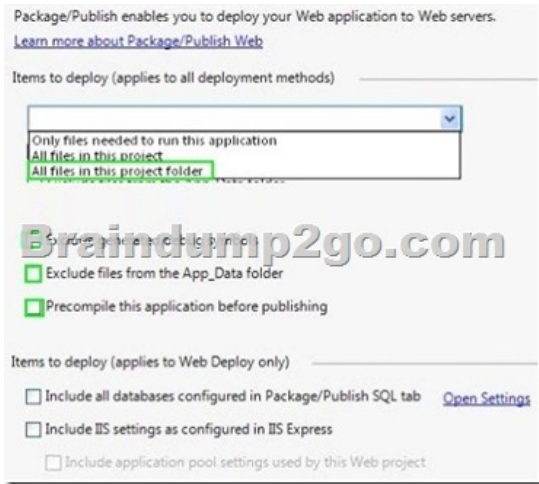 Package/Publish enables you to deploy your Web application to Web servers.
Learn more about Package/Publish Web
Items to deploy (applies to all deployment methods)
Only files needed to run this application
All files in this project
All files in this project folder
Braindump2go.com
Exclude generated debug symbols
Exclude files from the App_Data folder
Precompile this application before publishing
Items to deploy (applies to Web Deploy only)
Include all databases configured in Package/Publish SQL tab Open Settings
Include IIS settings as configured in IIS Express
Include application pool settings used by this Web project